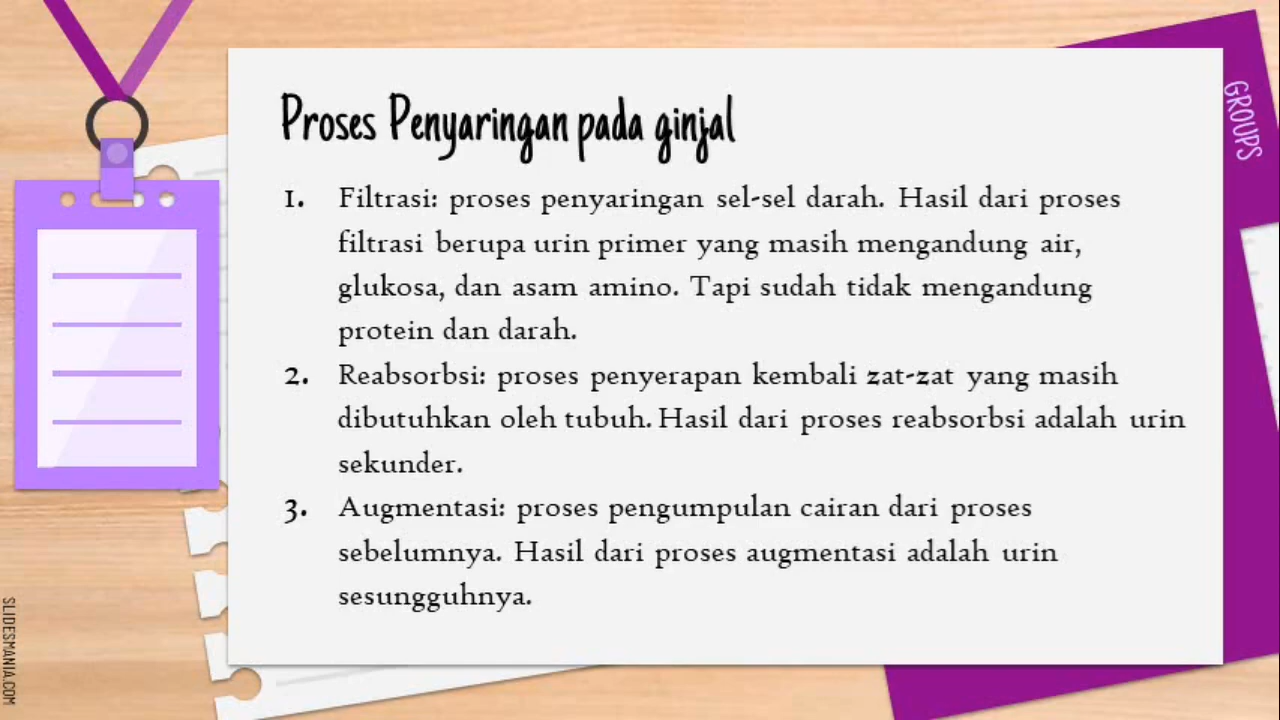 Proses Penyaringan pada ginjal
1. Filtrasi: proses penyaringan sel-sel darah. Hasil dari proses
filtrasi berupa urin primer yang masih mengandung air,
glukosa, dan asam amino. Tapi sudah tidak mengandung
protein dan darah.
2. Reabsorbsi: proses penyerapan kembali zat-zat yang masih
dibutuhkan oleh tubuh. Hasil dari proses reabsorbsi adalah urin
sekunder.
3. Augmentasi: proses pengumpulan cairan dari proses
sebelumnya. Hasil dari proses augmentasi adalah urin
sesungguhnya.
GROUPS
SLIDESMANIA.COM